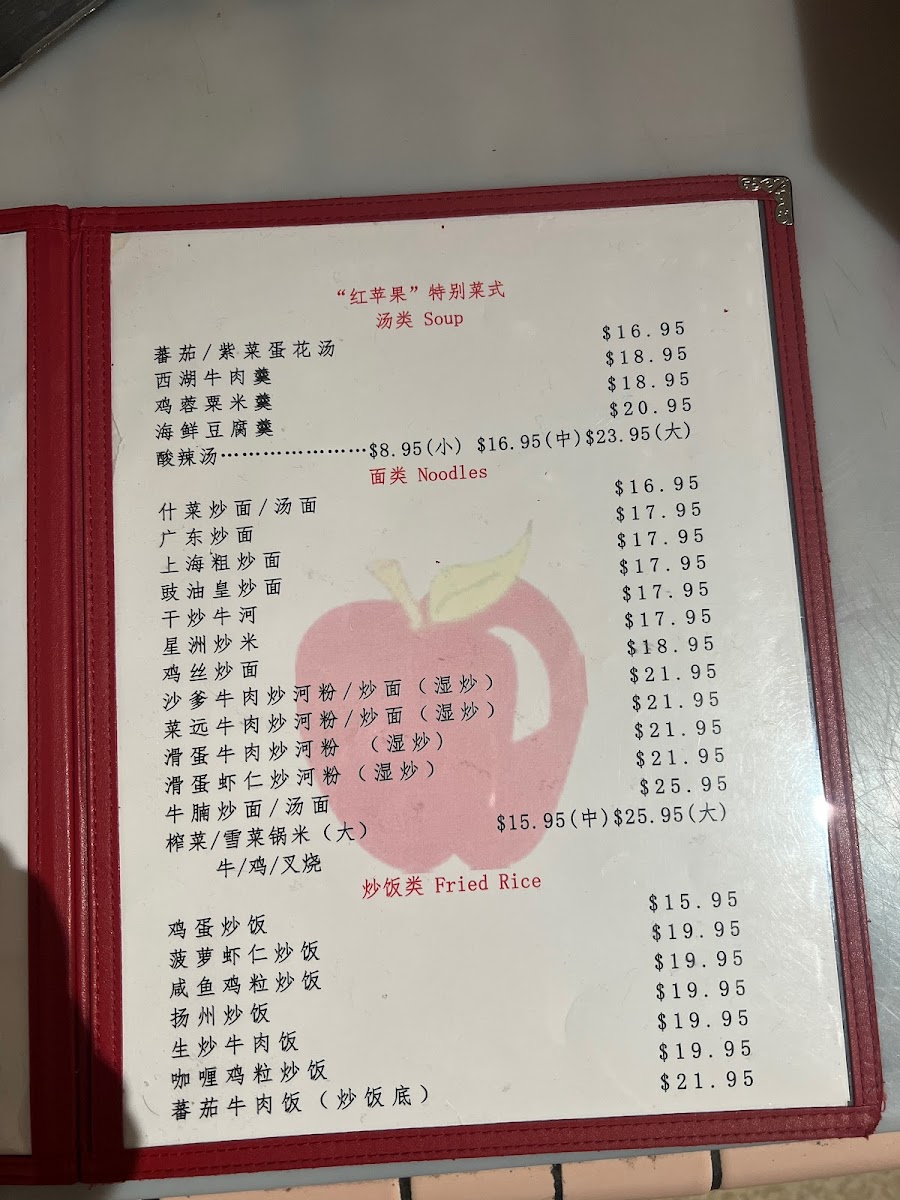 “红苹果”特别菜式
汤类 Soup
蕃茄/紫菜蛋花汤 $16.95
西湖牛肉羹 $18.95
鸡蓉粟米羹 $18.95
海鲜豆腐羹 $20.95
酸辣汤…………………$8.95(小) $16.95(中)$23.95(大)
面类 Noodles
什菜炒面/汤面 $16.95
广东炒面 $17.95
上海粗炒面 $17.95
豉油皇炒面 $17.95
干炒牛河 $17.95
星洲炒米 $17.95
鸡丝炒面 $18.95
沙爹牛肉炒河粉/炒面（湿炒） $21.95
菜远牛肉炒河粉/炒面（湿炒） $21.95
滑蛋牛肉炒河粉 （湿炒） $21.95
滑蛋虾仁炒河粉（湿炒） $21.95
牛腩炒面/汤面 $25.95
榨菜/雪菜锅米（大） $15.95(中)$25.95(大)
牛/鸡/叉烧
炒饭类 Fried Rice
鸡蛋炒饭 $15.95
菠萝虾仁炒饭 $19.95
咸鱼鸡粒炒饭 $19.95
扬州炒饭 $19.95
生炒牛肉饭 $19.95
咖喱鸡粒炒饭 $19.95
蕃茄牛肉饭（炒饭底） $21.95